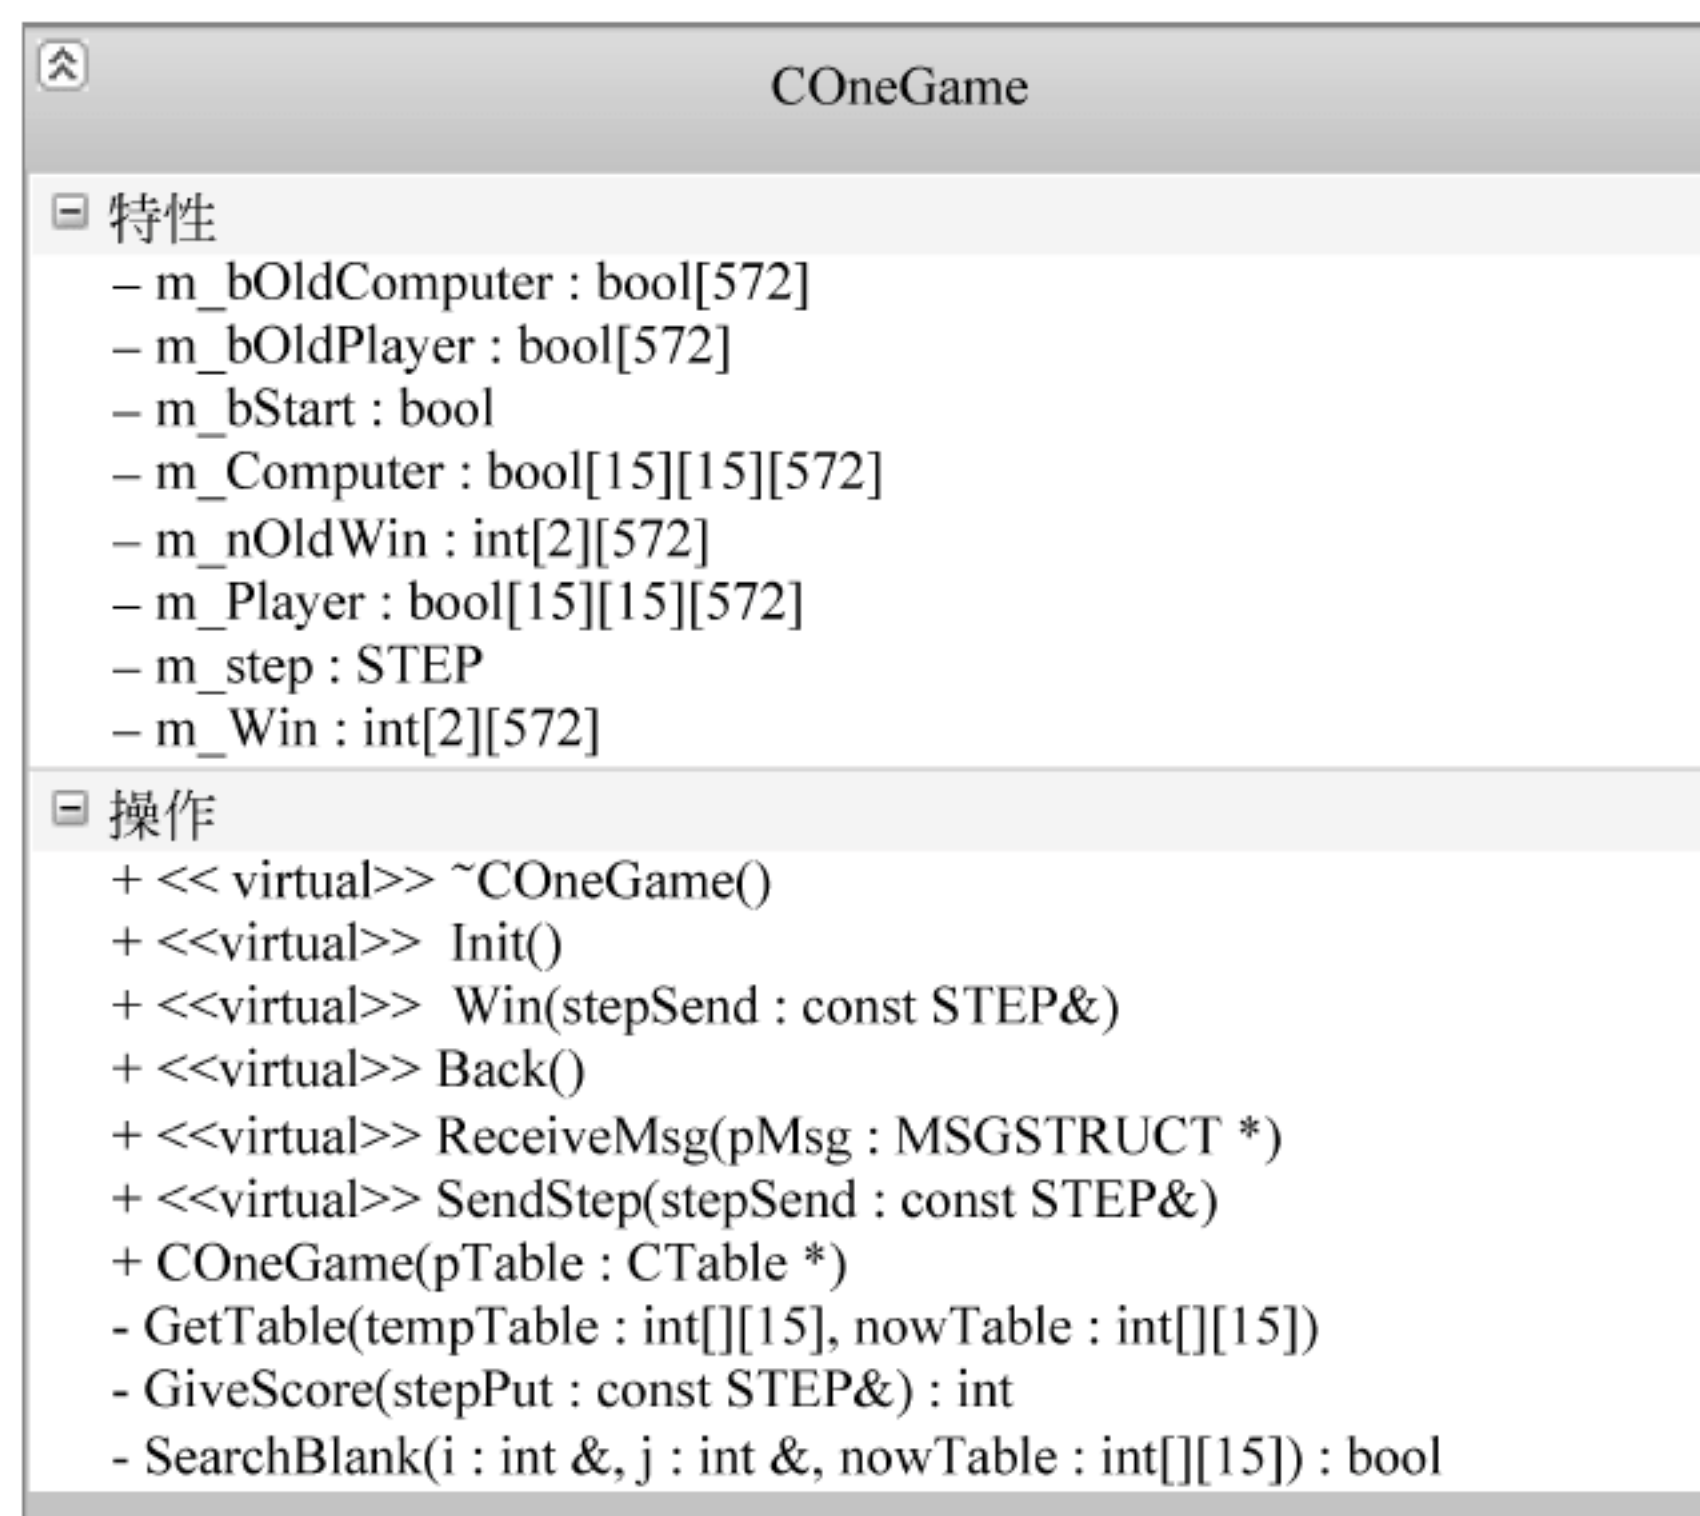 COneGame
特性
– m_bOldComputer : bool[572]
– m_bOldPlayer : bool[572]
– m_bStart : bool
– m_Computer : bool[15][15][572]
– m_nOldWin : int[2][572]
– m_Player : bool[15][15][572]
– m_step : STEP
– m_Win : int[2][572]
操作
+ << virtual>> ~COneGame()
+ <<virtual>> Init()
+ <<virtual>> Win(stepSend : const STEP&)
+ <<virtual>> Back()
+ <<virtual>> ReceiveMsg(pMsg : MSGSTRUCT *)
+ <<virtual>> SendStep(stepSend : const STEP&)
+ COneGame(pTable : CTable *)
- GetTable(tempTable : int[][15], nowTable : int[][15])
- GiveScore(stepPut : const STEP&) : int
- SearchBlank(i : int &, j : int &, nowTable : int[][15]) : bool